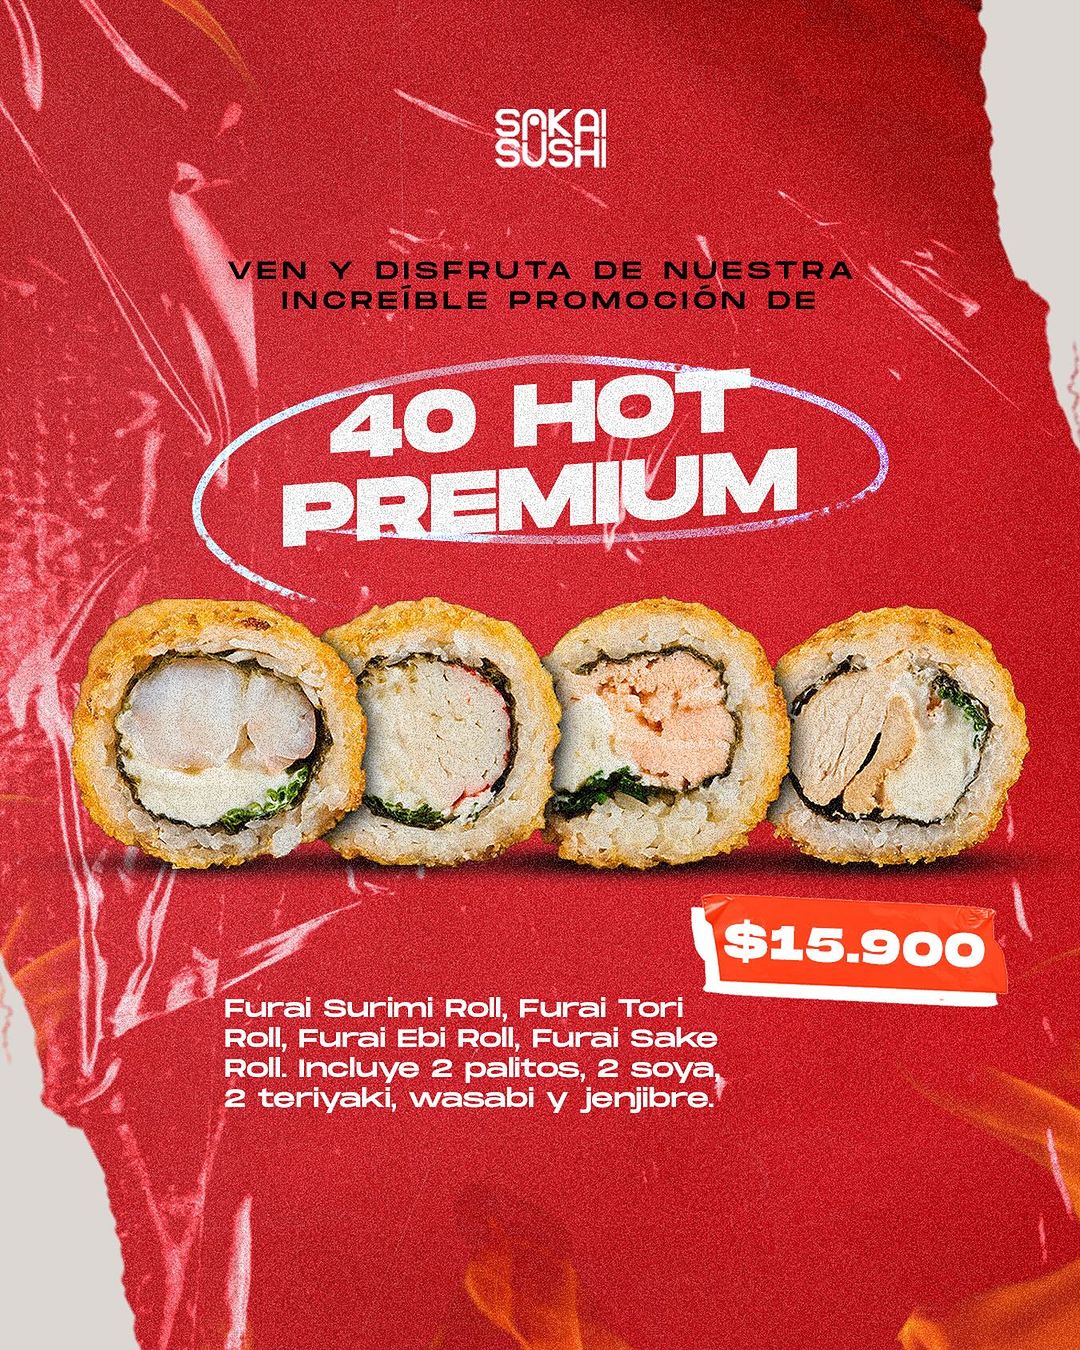 SAKAI
SUSHI
VEN Y DISFRUTA DE NUESTRA
INCREÍBLE PROMOCIÓN DE
40 HOT
PREMIUM
$15.900
Furai Surimi Roll, Furai Tori
Roll, Furai Ebi Roll, Furai Sake
Roll. Incluye 2 palitos, 2 soya,
2 teriyaki, wasabi y jenjibre.